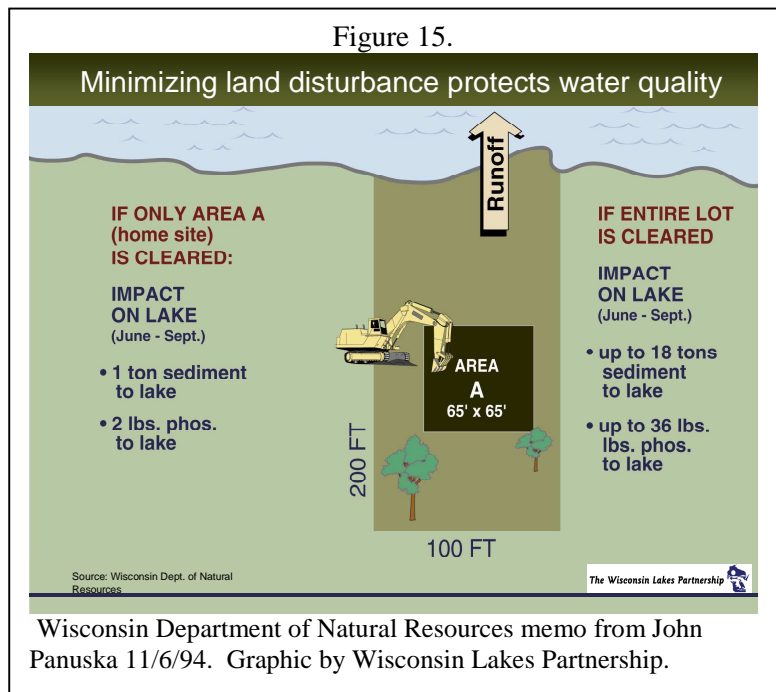 Figure 15.
Minimizing land disturbance protects water quality
Runoff
IF ONLY AREA A
(home site)
IS CLEARED:
IMPACT
ON LAKE
(June - Sept.)
• 1 ton sediment
to lake
• 2 lbs. phos.
to lake
AREA
A
65' x 65'
200 FT
100 FT
IF ENTIRE LOT
IS CLEARED
IMPACT
ON LAKE
(June - Sept.)
• up to 18 tons
sediment
to lake
• up to 36 lbs.
lbs. phos.
to lake
Source: Wisconsin Dept. of Natural
Resources
The Wisconsin Lakes Partnership
Wisconsin Department of Natural Resources memo from John
Panuska 11/6/94.  Graphic by Wisconsin Lakes Partnership.